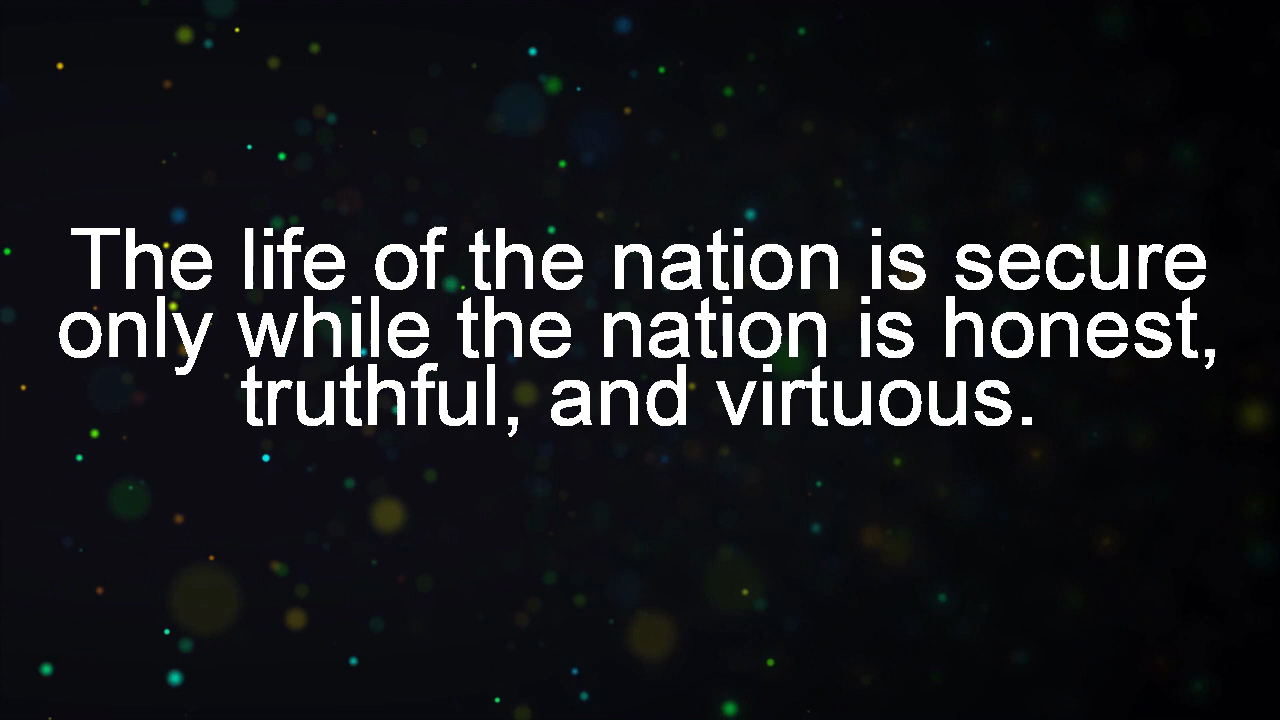 The life of the nation is secure
only while the nation is honest,
truthful, and virtuous.